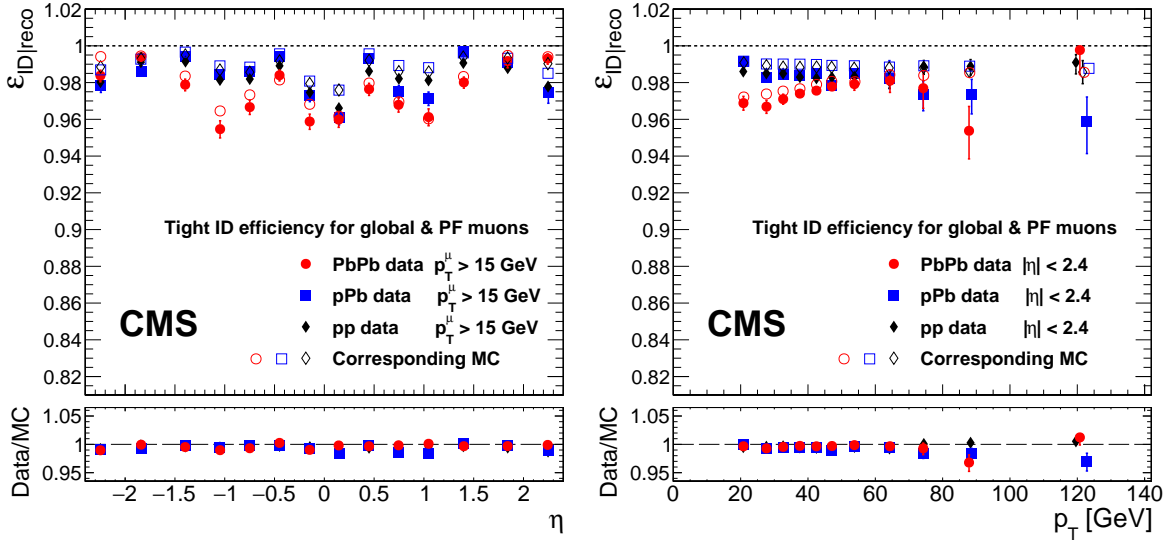 ε_ID|reco
1.02
1
0.98
0.96
0.94
0.92
0.9
0.88
0.86
0.84
0.82
Tight ID efficiency for global & PF muons
PbPb data p_T^μ > 15 GeV
pPb data p_T^μ > 15 GeV
pp data p_T^μ > 15 GeV
Corresponding MC
CMS
Data/MC
1.05
1
0.95
−2 −1.5 −1 −0.5 0 0.5 1 1.5 2
η
ε_ID|reco
1.02
1
0.98
0.96
0.94
0.92
0.9
0.88
0.86
0.84
0.82
Tight ID efficiency for global & PF muons
PbPb data |η| < 2.4
pPb data |η| < 2.4
pp data |η| < 2.4
Corresponding MC
CMS
Data/MC
1.05
1
0.95
0 20 40 60 80 100 120 140
p_T [GeV]